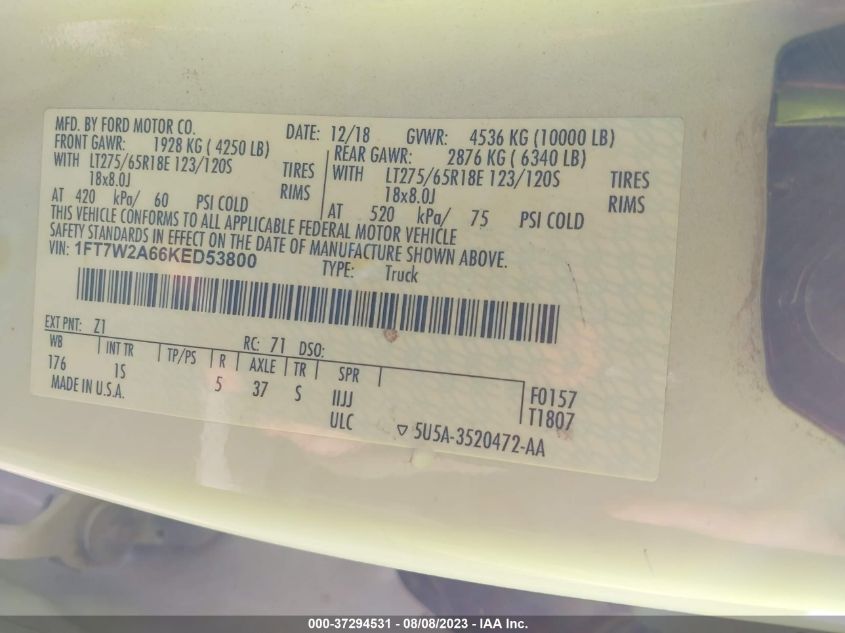 MFD. BY FORD MOTOR CO.
DATE: 12/18 GVWR: 4536 KG (10000 LB)
FRONT GAWR: 1928 KG ( 4250 LB)
WITH LT275/65R18E 123/120S TIRES
18x8.0J RIMS
AT 420 kPa/ 60 PSI COLD
REAR GAWR: 2876 KG ( 6340 LB)
WITH LT275/65R18E 123/120S TIRES
18x8.0J RIMS
AT 520 kPa/ 75 PSI COLD
THIS VEHICLE CONFORMS TO ALL APPLICABLE FEDERAL MOTOR VEHICLE
SAFETY STANDARDS IN EFFECT ON THE DATE OF MANUFACTURE SHOWN ABOVE.
VIN: 1FT7W2A66KED53800
TYPE: Truck
EXT PNT: Z1
RC: 71 DSO:
WB INT TR TP/PS R AXLE TR SPR
176 1S 5 37 S IIJJ
ULC
F0157
T1807
MADE IN U.S.A.
5U5A-3520472-AA
000-37294531 - 08/08/2023 - IAA Inc.